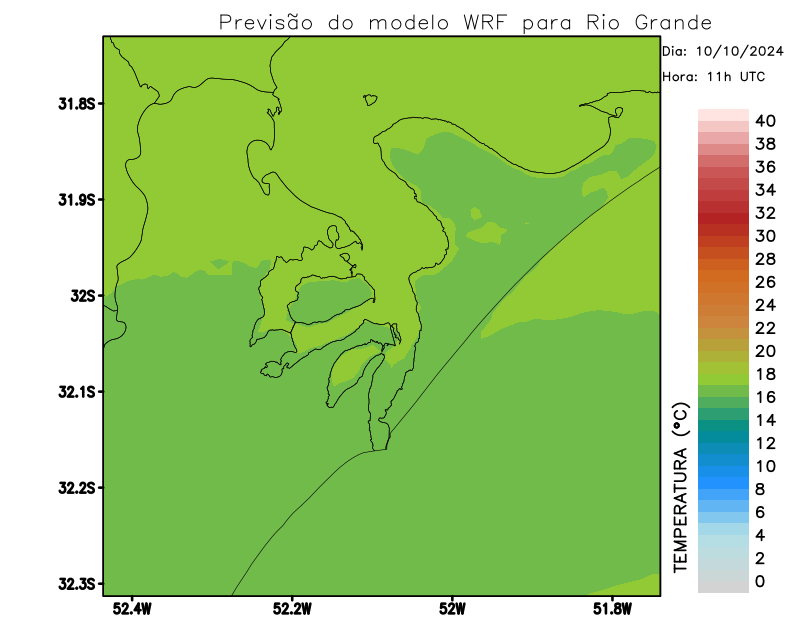 Previsão do modelo WRF para Rio Grande
Dia: 10/10/2024
Hora: 11h UTC
31.8S
31.9S
32S
32.1S
32.2S
32.3S
52.4W
52.2W
52W
51.8W
TEMPERATURA (°C)
40
38
36
34
32
30
28
26
24
22
20
18
16
14
12
10
8
6
4
2
0